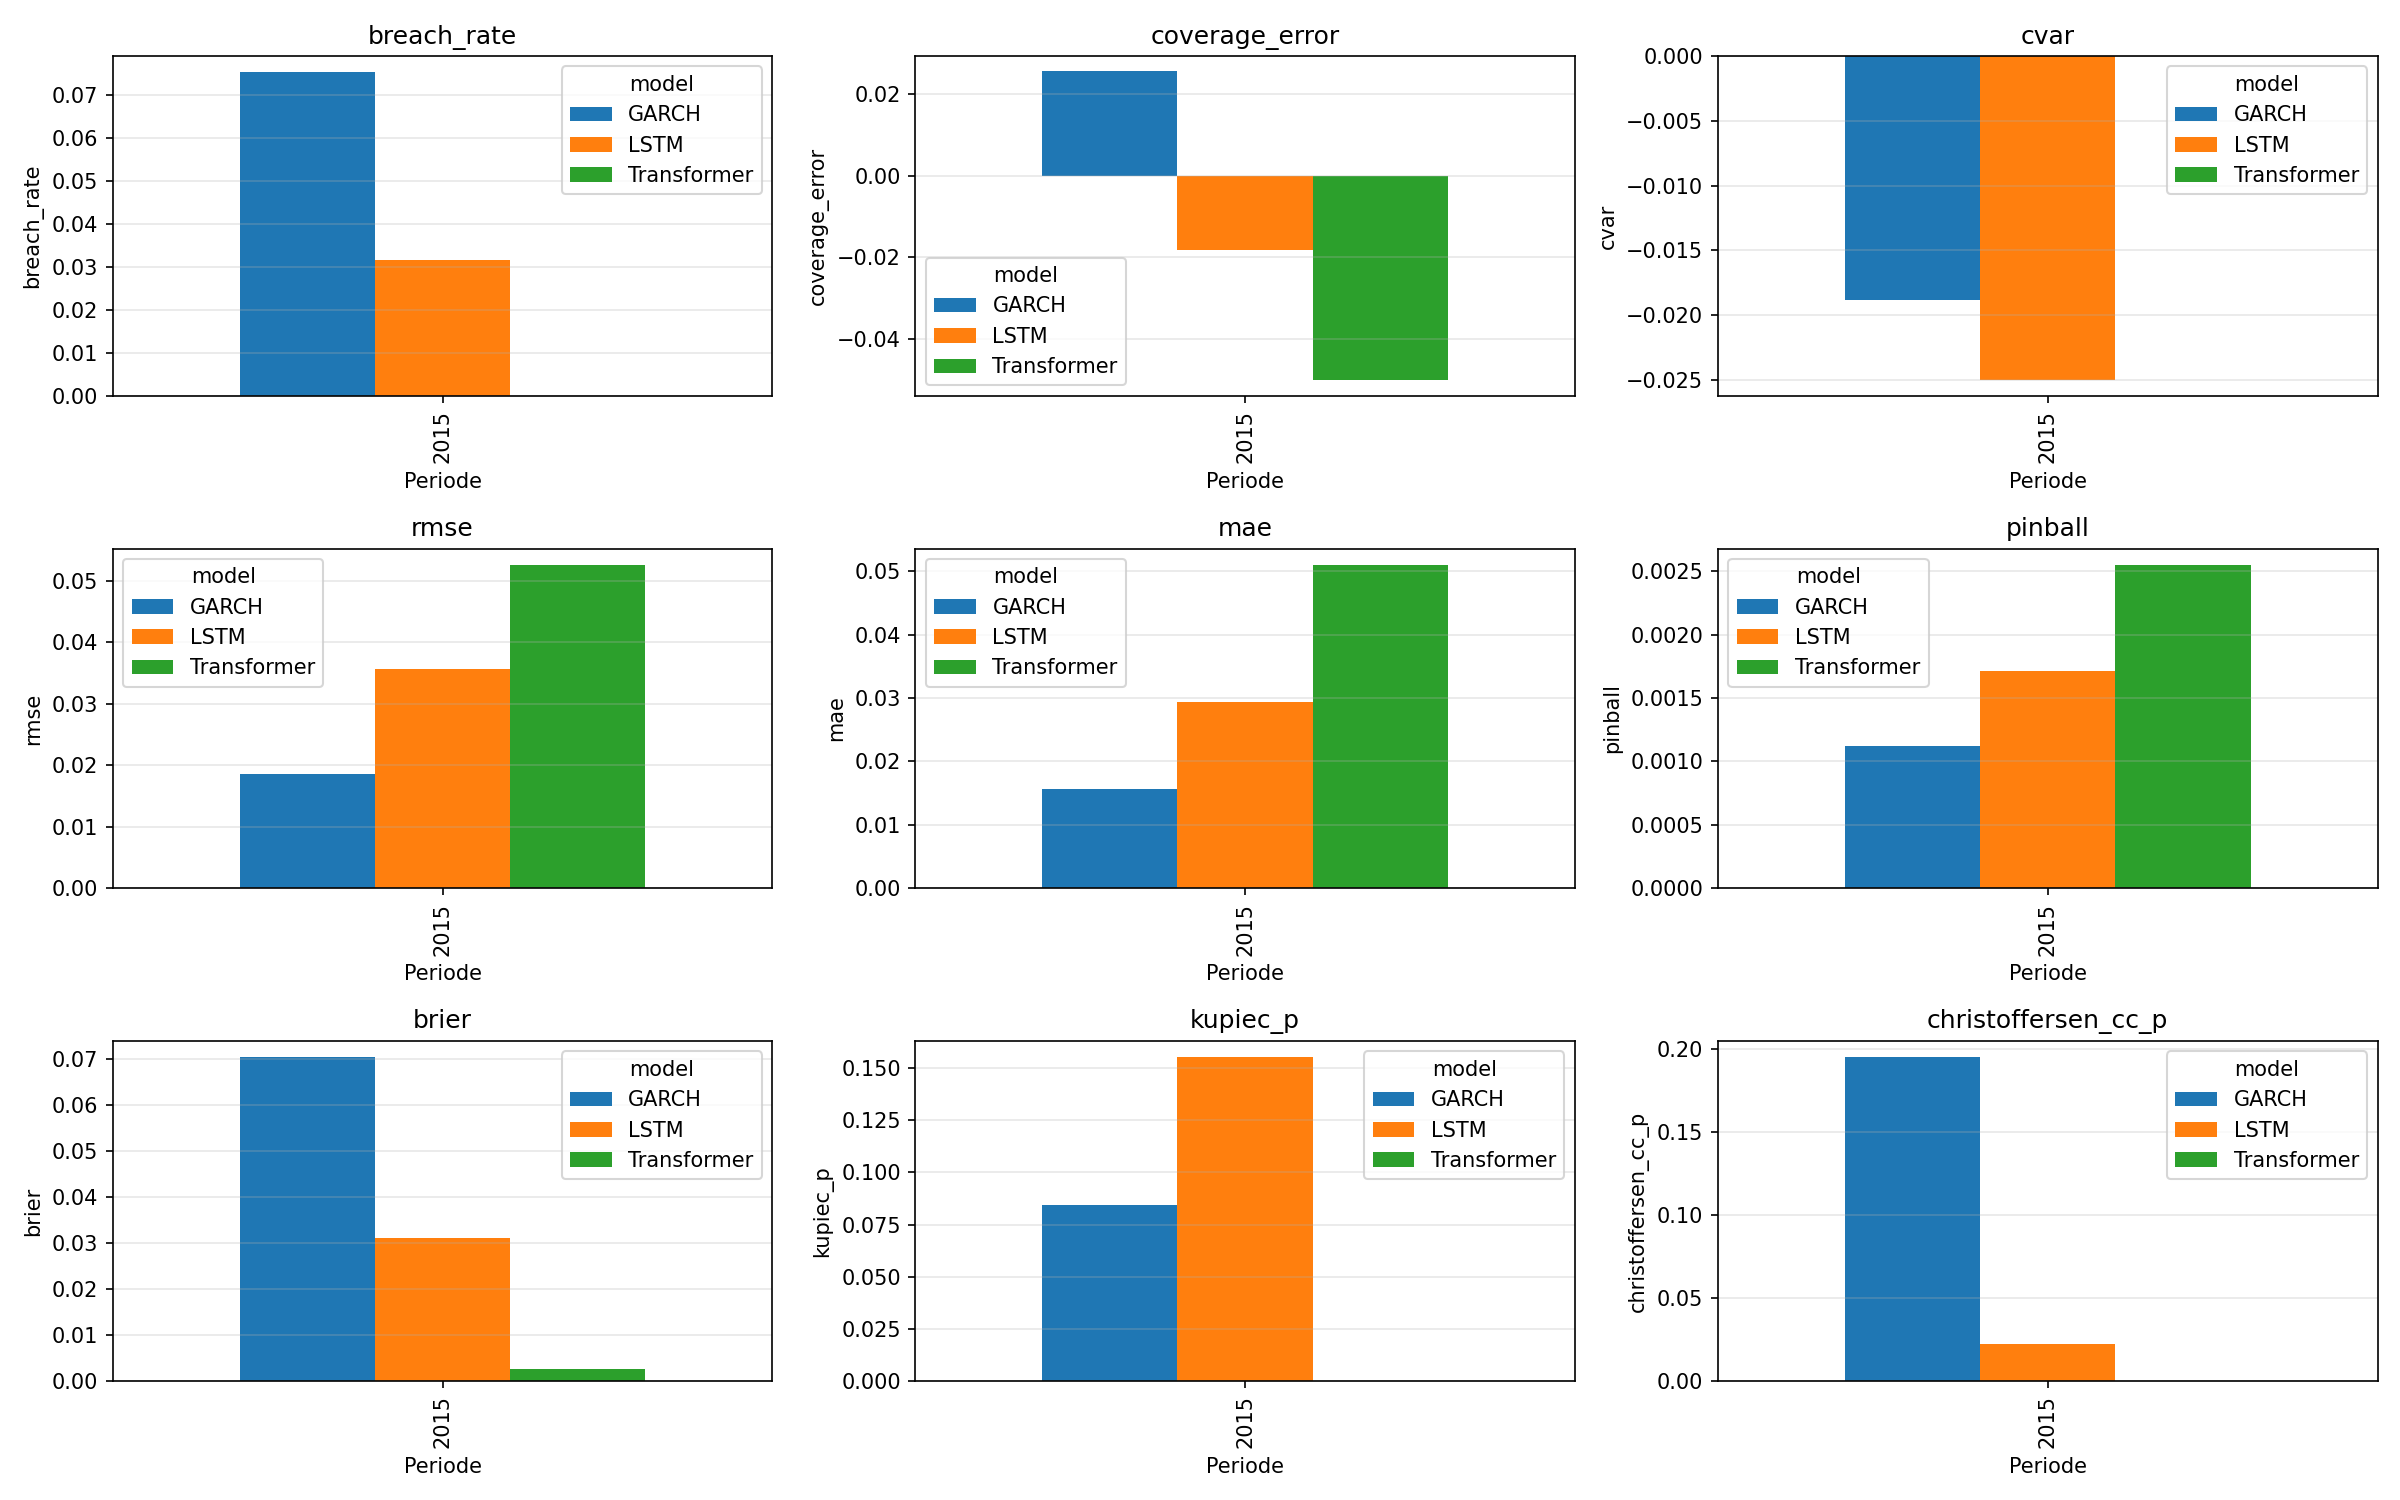 breach_rate
0.07
0.06
0.05
0.04
0.03
0.02
0.01
0.00
breach_rate
model
GARCH
LSTM
Transformer
2015
Periode
coverage_error
0.02
0.00
−0.02
−0.04
coverage_error
model
GARCH
LSTM
Transformer
2015
Periode
cvar
0.000
−0.005
−0.010
−0.015
−0.020
−0.025
cvar
model
GARCH
LSTM
Transformer
2015
Periode
rmse
0.05
0.04
0.03
0.02
0.01
0.00
rmse
model
GARCH
LSTM
Transformer
2015
Periode
mae
0.05
0.04
0.03
0.02
0.01
0.00
mae
model
GARCH
LSTM
Transformer
2015
Periode
pinball
0.0025
0.0020
0.0015
0.0010
0.0005
0.0000
pinball
model
GARCH
LSTM
Transformer
2015
Periode
brier
0.07
0.06
0.05
0.04
0.03
0.02
0.01
0.00
brier
model
GARCH
LSTM
Transformer
2015
Periode
kupiec_p
0.150
0.125
0.100
0.075
0.050
0.025
0.000
kupiec_p
model
GARCH
LSTM
Transformer
2015
Periode
christoffersen_cc_p
0.20
0.15
0.10
0.05
0.00
christoffersen_cc_p
model
GARCH
LSTM
Transformer
2015
Periode